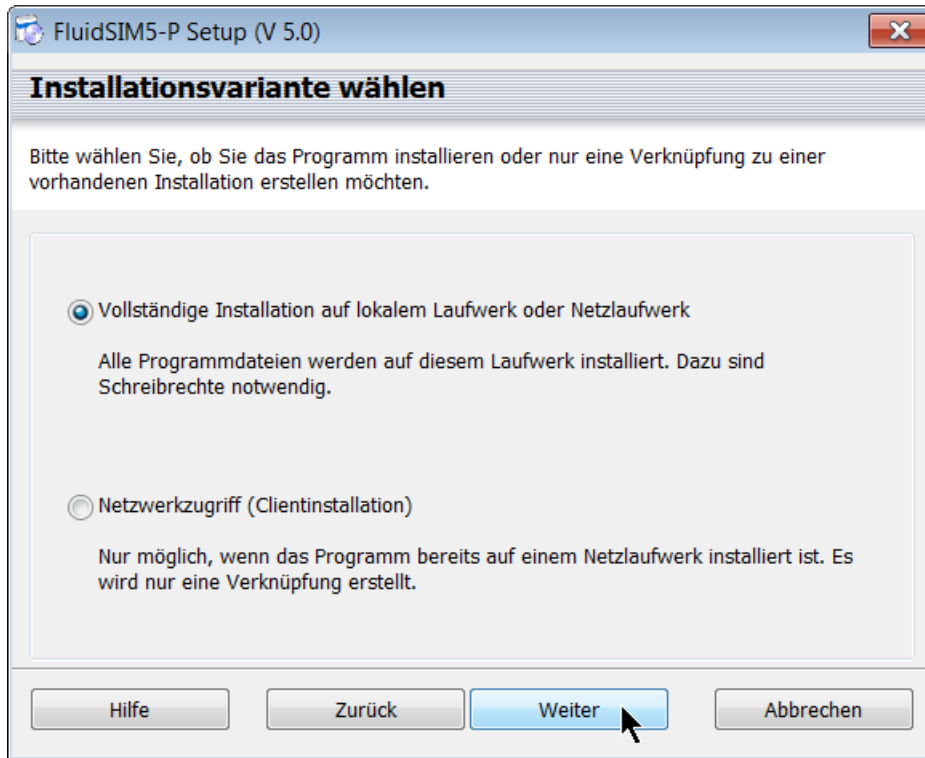 FluidSIM5-P Setup (V 5.0)
Installationsvariante wählen
Bitte wählen Sie, ob Sie das Programm installieren oder nur eine Verknüpfung zu einer
vorhandenen Installation erstellen möchten.
Vollständige Installation auf lokalem Laufwerk oder Netzlaufwerk
Alle Programmdateien werden auf diesem Laufwerk installiert. Dazu sind
Schreibrechte notwendig.
Netzwerkzugriff (Clientinstallation)
Nur möglich, wenn das Programm bereits auf einem Netzlaufwerk installiert ist. Es
wird nur eine Verknüpfung erstellt.
Hilfe Zurück Weiter Abbrechen